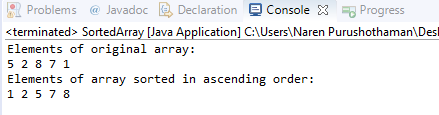 Problems @ Javadoc Declaration Console Progress
<terminated> SortedArray [Java Application] C:\Users\Naren Purushothaman\Desl
Elements of original array:
5 2 8 7 1
Elements of array sorted in ascending order:
1 2 5 7 8